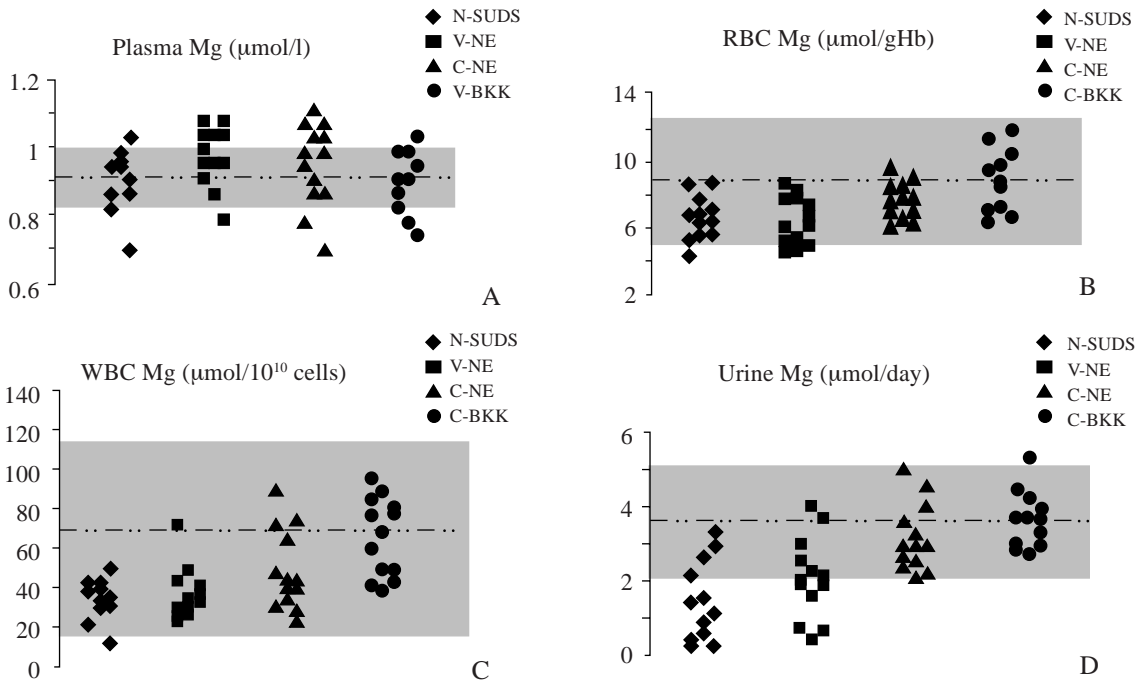 Plasma Mg (µmol/l)
N-SUDS
V-NE
C-NE
V-BKK
1.2
1
0.8
0.6
A
RBC Mg (µmol/gHb)
N-SUDS
V-NE
C-NE
C-BKK
14
10
6
2
B
WBC Mg (µmol/10¹⁰ cells)
N-SUDS
V-NE
C-NE
C-BKK
140
120
100
80
60
40
20
0
C
Urine Mg (µmol/day)
N-SUDS
V-NE
C-NE
C-BKK
6
4
2
0
D